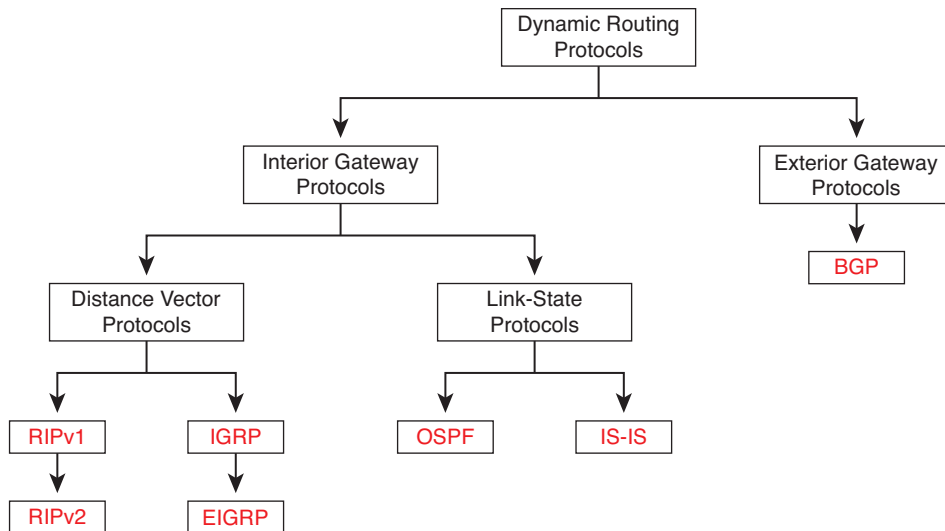 Dynamic Routing
Protocols
Interior Gateway
Protocols
Exterior Gateway
Protocols
BGP
Distance Vector
Protocols
Link-State
Protocols
RIPv1
IGRP
OSPF
IS-IS
RIPv2
EIGRP